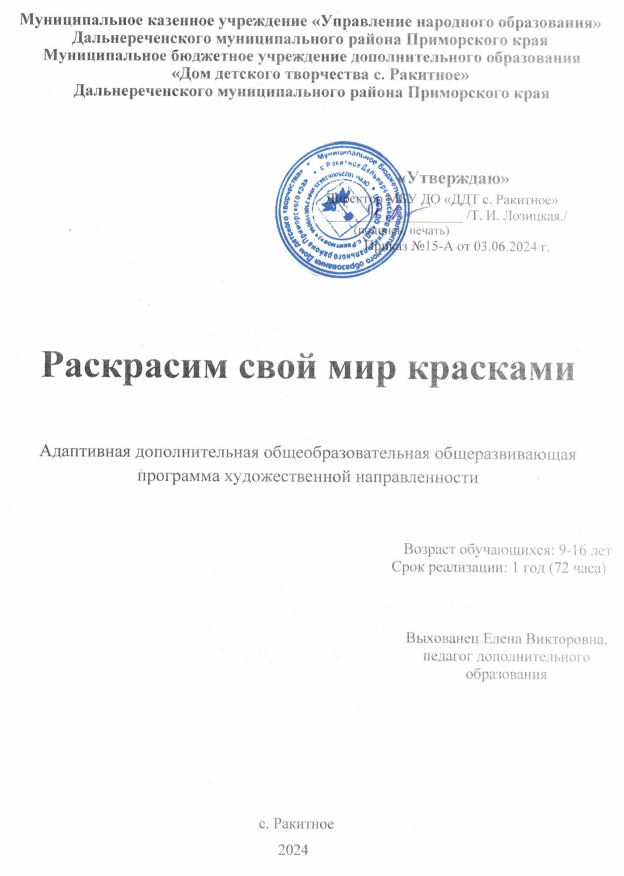 Муниципальное казенное учреждение «Управление народного образования»
Дальнереченского муниципального района Приморского края
Муниципальное бюджетное учреждение дополнительного образования
«Дом детского творчества с. Ракитное»
Дальнереченского муниципального района Приморского края
«Утверждаю»
Директор МБУ ДО «ДДТ с. Ракитное»
/Т. И. Лозицкая./
(подпись, печать)
Приказ №15-А от 03.06.2024 г.
Раскрасим свой мир красками
Адаптивная дополнительная общеобразовательная общеразвивающая
программа художественной направленности
Возраст обучающихся: 9-16 лет
Срок реализации: 1 год (72 часа)
Выхованец Елена Викторовна,
педагог дополнительного
образования
с. Ракитное
2024